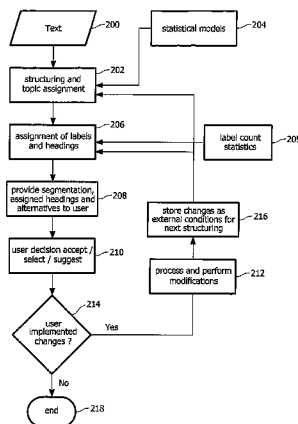 Text
200
statistical models
204
structuring and
topic assignment
202
206
assignment of labels
and headings
label count
statistics
205
provide segmentation,
assigned headings and
alternatives to user
208
store changes as
external conditions for
next structuring
216
user decision accept /
select / suggest
210
process and perform
modifications
212
214
user
implemented
changes ?
Yes
No
end
218